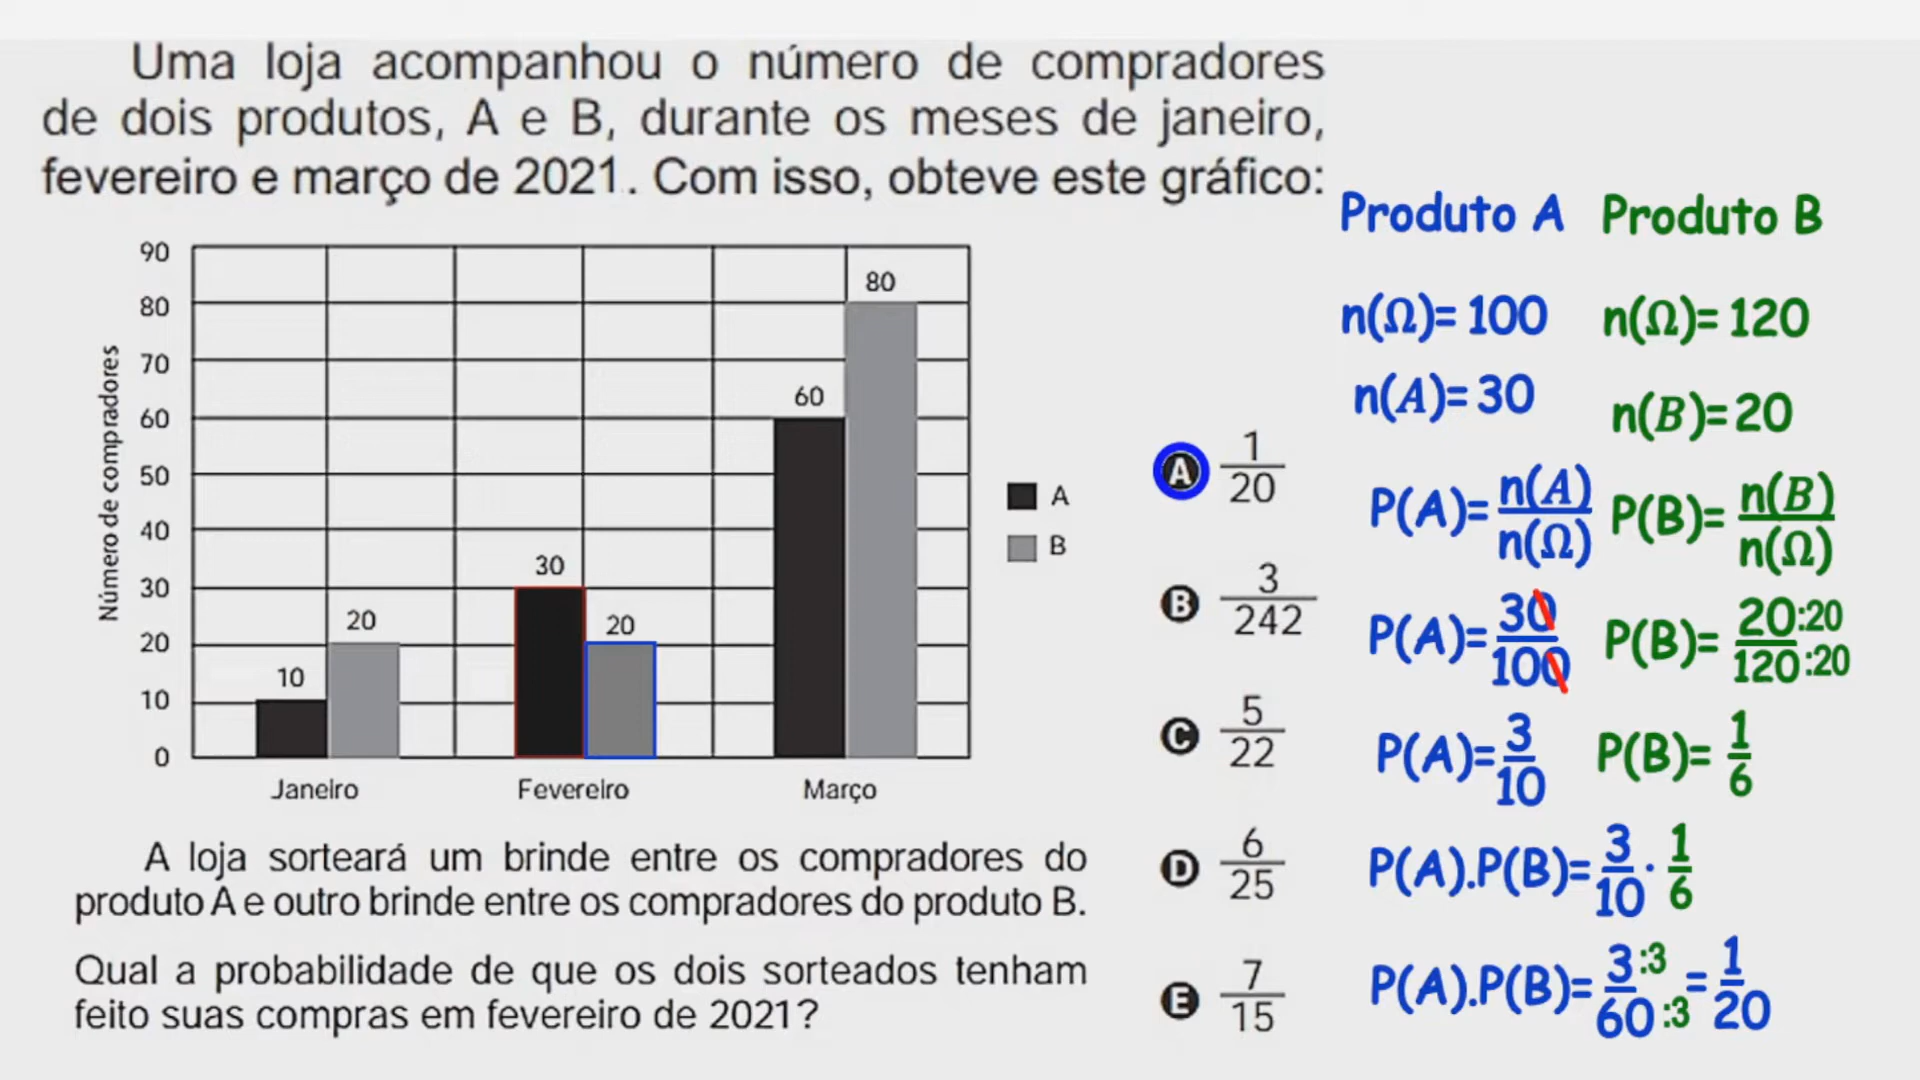 Uma loja acompanhou o número de compradores
de dois produtos, A e B, durante os meses de janeiro,
fevereiro e março de 2021. Com isso, obteve este gráfico:
Número de compradores
90
80
70
60
50
40
30
20
10
0
10
20
30
20
60
80
Janeiro
Fevereiro
Março
A
B
A loja sorteará um brinde entre os compradores do
produto A e outro brinde entre os compradores do produto B.
Qual a probabilidade de que os dois sorteados tenham
feito suas compras em fevereiro de 2021?
A 1/20
B 3/242
C 5/22
D 6/25
E 7/15
Produto A
n(Ω)= 100
n(A)= 30
P(A)= n(A)/n(Ω)
P(A)= 30/100
P(A)= 3/10
Produto B
n(Ω)= 120
n(B)= 20
P(B)= n(B)/n(Ω)
P(B)= 20:20/120:20
P(B)= 1/6
P(A).P(B)= 3/10 · 1/6
P(A).P(B)= 3:3/60:3 = 1/20